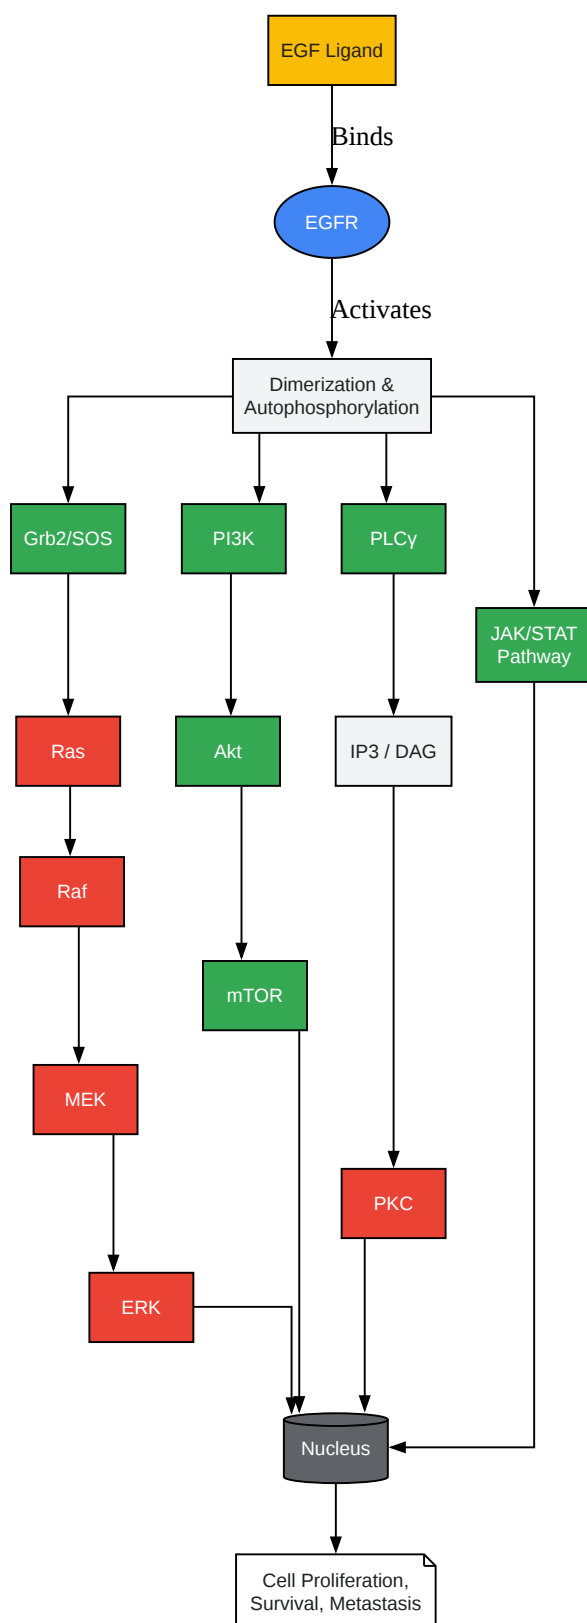 EGF Ligand
Binds
EGFR
Activates
Dimerization &
Autophosphorylation
Grb2/SOS
PI3K
PLCγ
JAK/STAT
Pathway
Ras
Akt
IP3 / DAG
Raf
mTOR
MEK
PKC
ERK
Nucleus
Cell Proliferation,
Survival, Metastasis